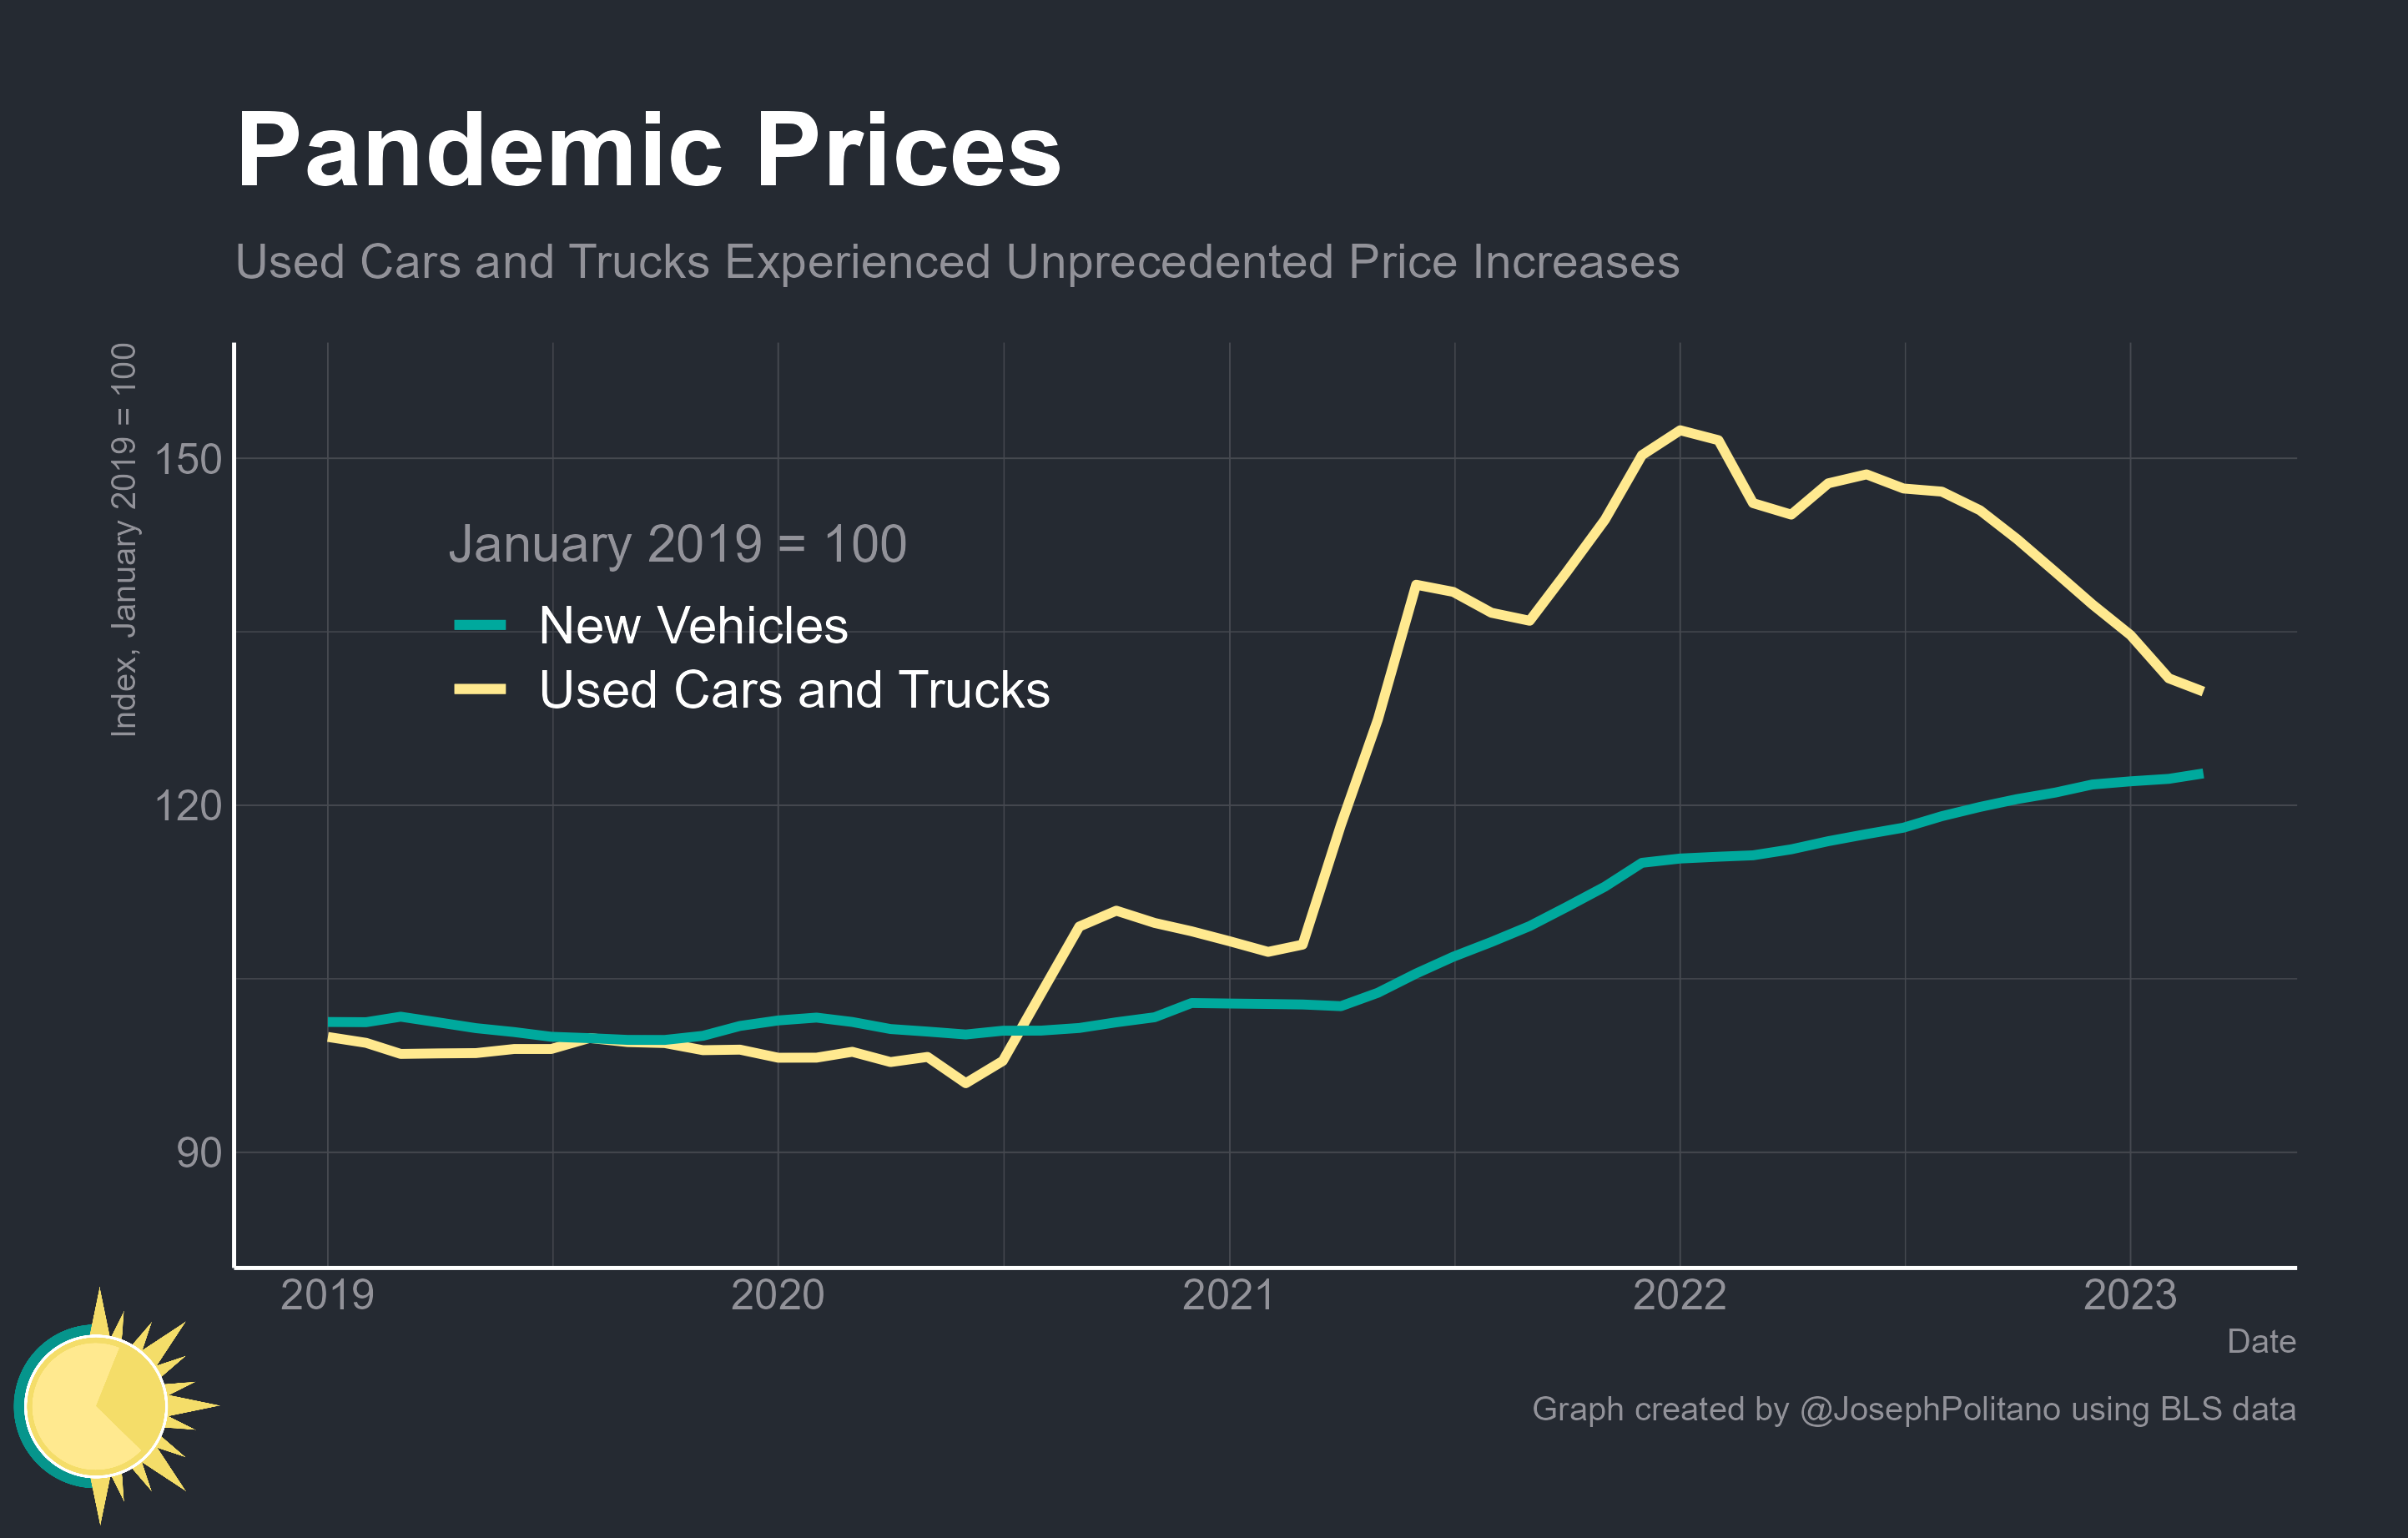 Pandemic Prices
Used Cars and Trucks Experienced Unprecedented Price Increases
Index, January 2019 = 100
150
120
90
January 2019 = 100
New Vehicles
Used Cars and Trucks
2019
2020
2021
2022
2023
Date
Graph created by @JosephPolitano using BLS data